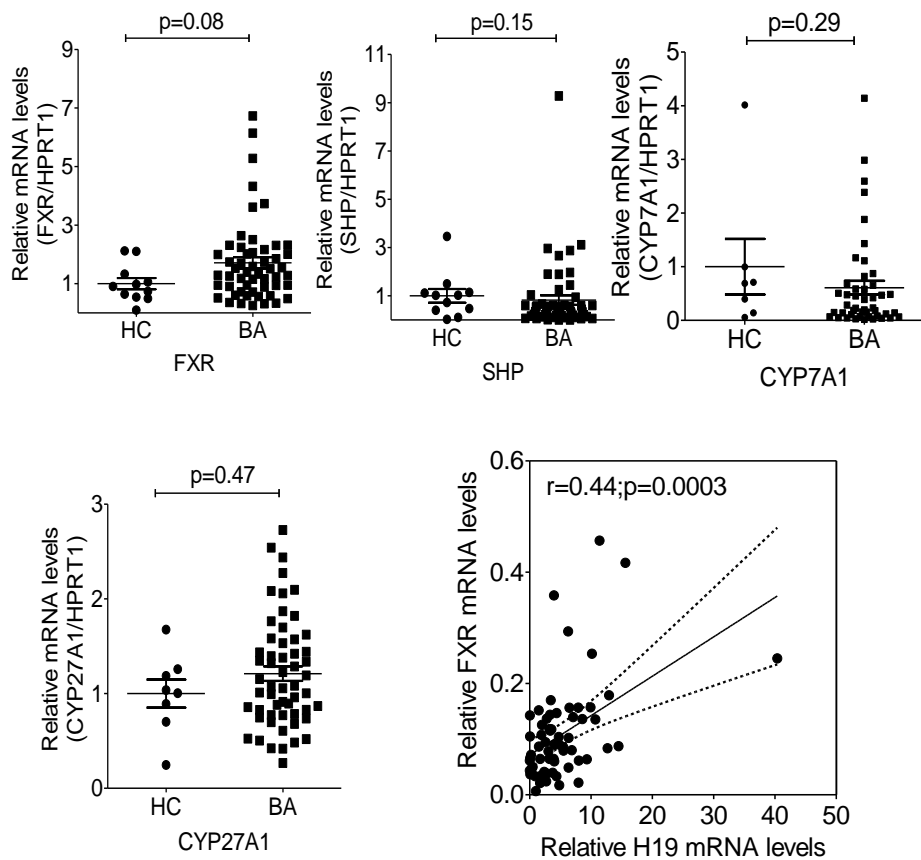 p=0.08
Relative mRNA levels
(FXR/HPRT1)
9
7
5
3
1
HC
BA
FXR
p=0.15
Relative mRNA levels
(SHP/HPRT1)
11
9
7
5
3
1
HC
BA
SHP
p=0.29
Relative mRNA levels
(CYP7A1/HPRT1)
5
4
3
2
1
0
HC
BA
CYP7A1
p=0.47
Relative mRNA levels
(CYP27A1/HPRT1)
3
2
1
0
HC
BA
CYP27A1
r=0.44;p=0.0003
Relative FXR mRNA levels
0.6
0.4
0.2
0.0
0 10 20 30 40 50
Relative H19 mRNA levels